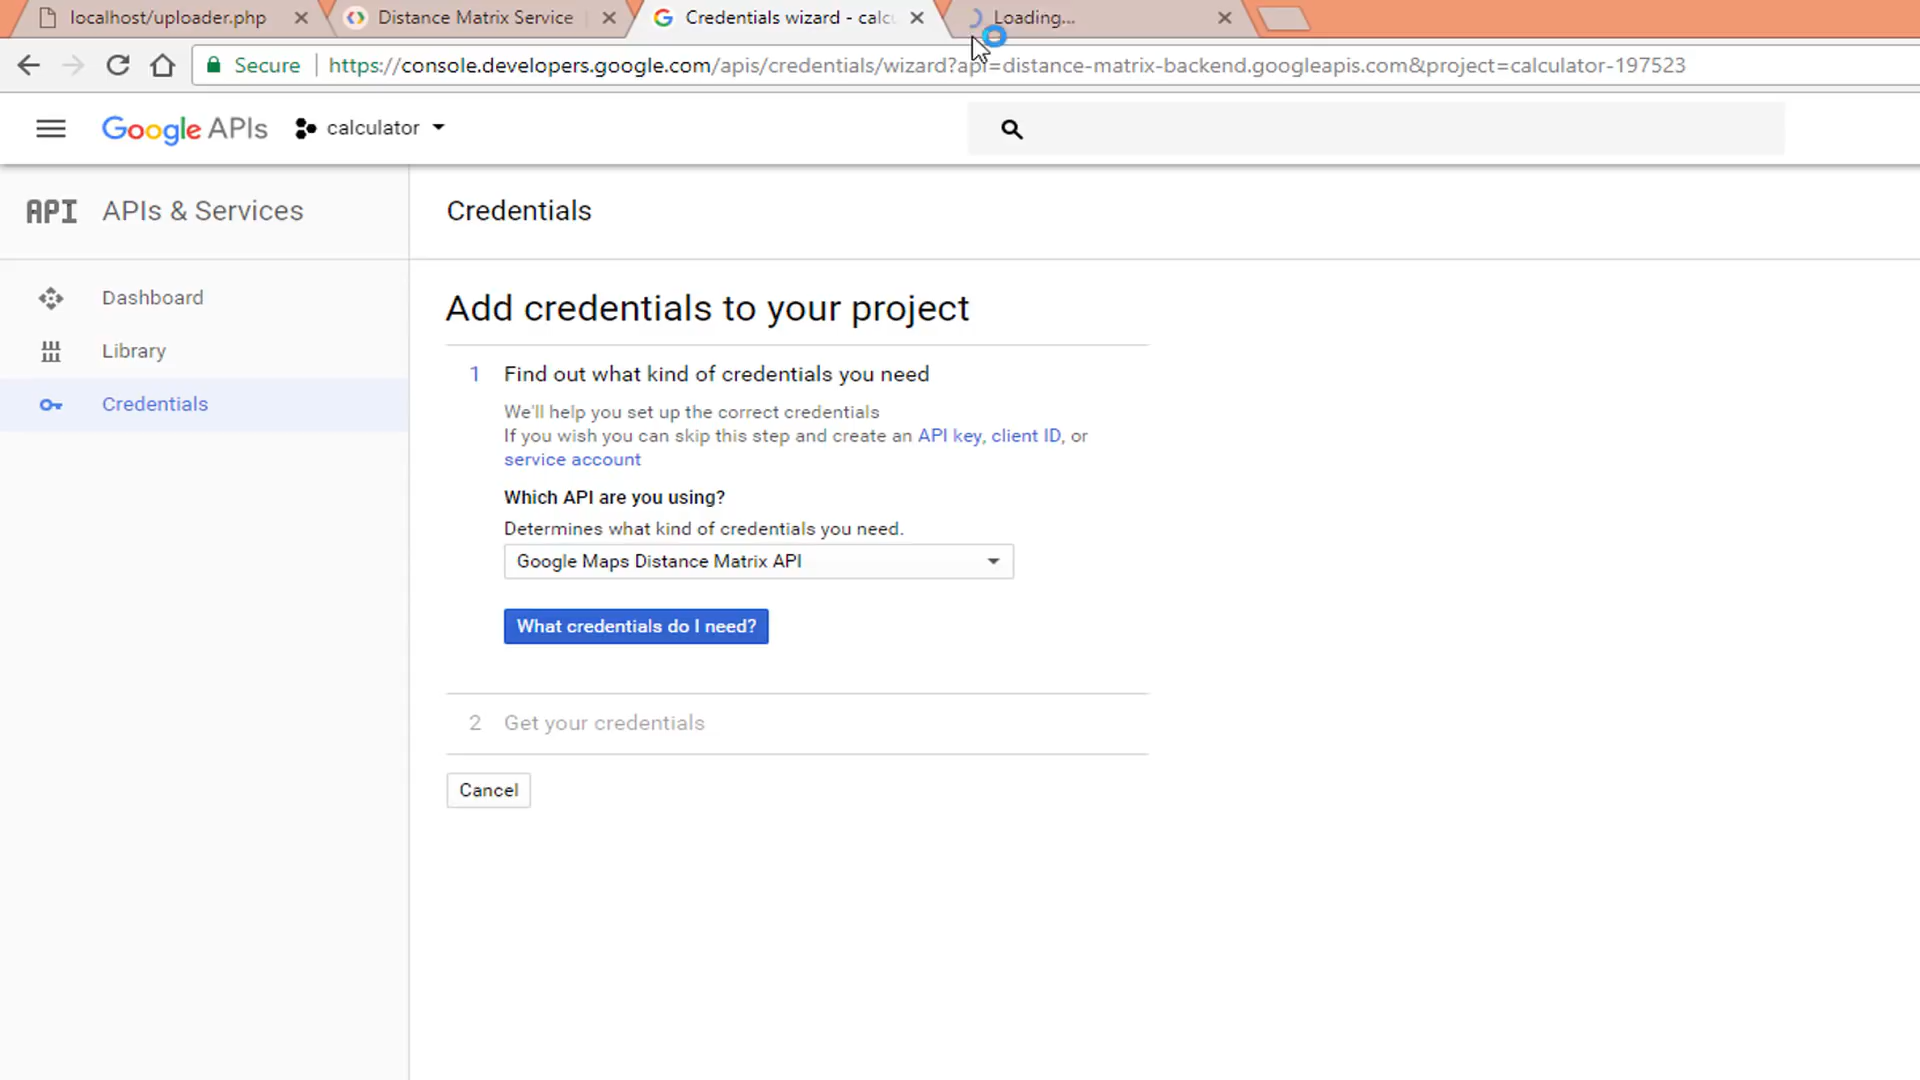 localhost/uploader.php
Distance Matrix Service
Credentials wizard - calc
Loading...
Secure
https://console.developers.google.com/apis/credentials/wizard?api=distance-matrix-backend.googleapis.com&project=calculator-197523
Google APIs
calculator
API APIs & Services
Credentials
Dashboard
Library
Credentials
Add credentials to your project
1 Find out what kind of credentials you need
We'll help you set up the correct credentials
If you wish you can skip this step and create an API key, client ID, or
service account
Which API are you using?
Determines what kind of credentials you need.
Google Maps Distance Matrix API
What credentials do I need?
2 Get your credentials
Cancel